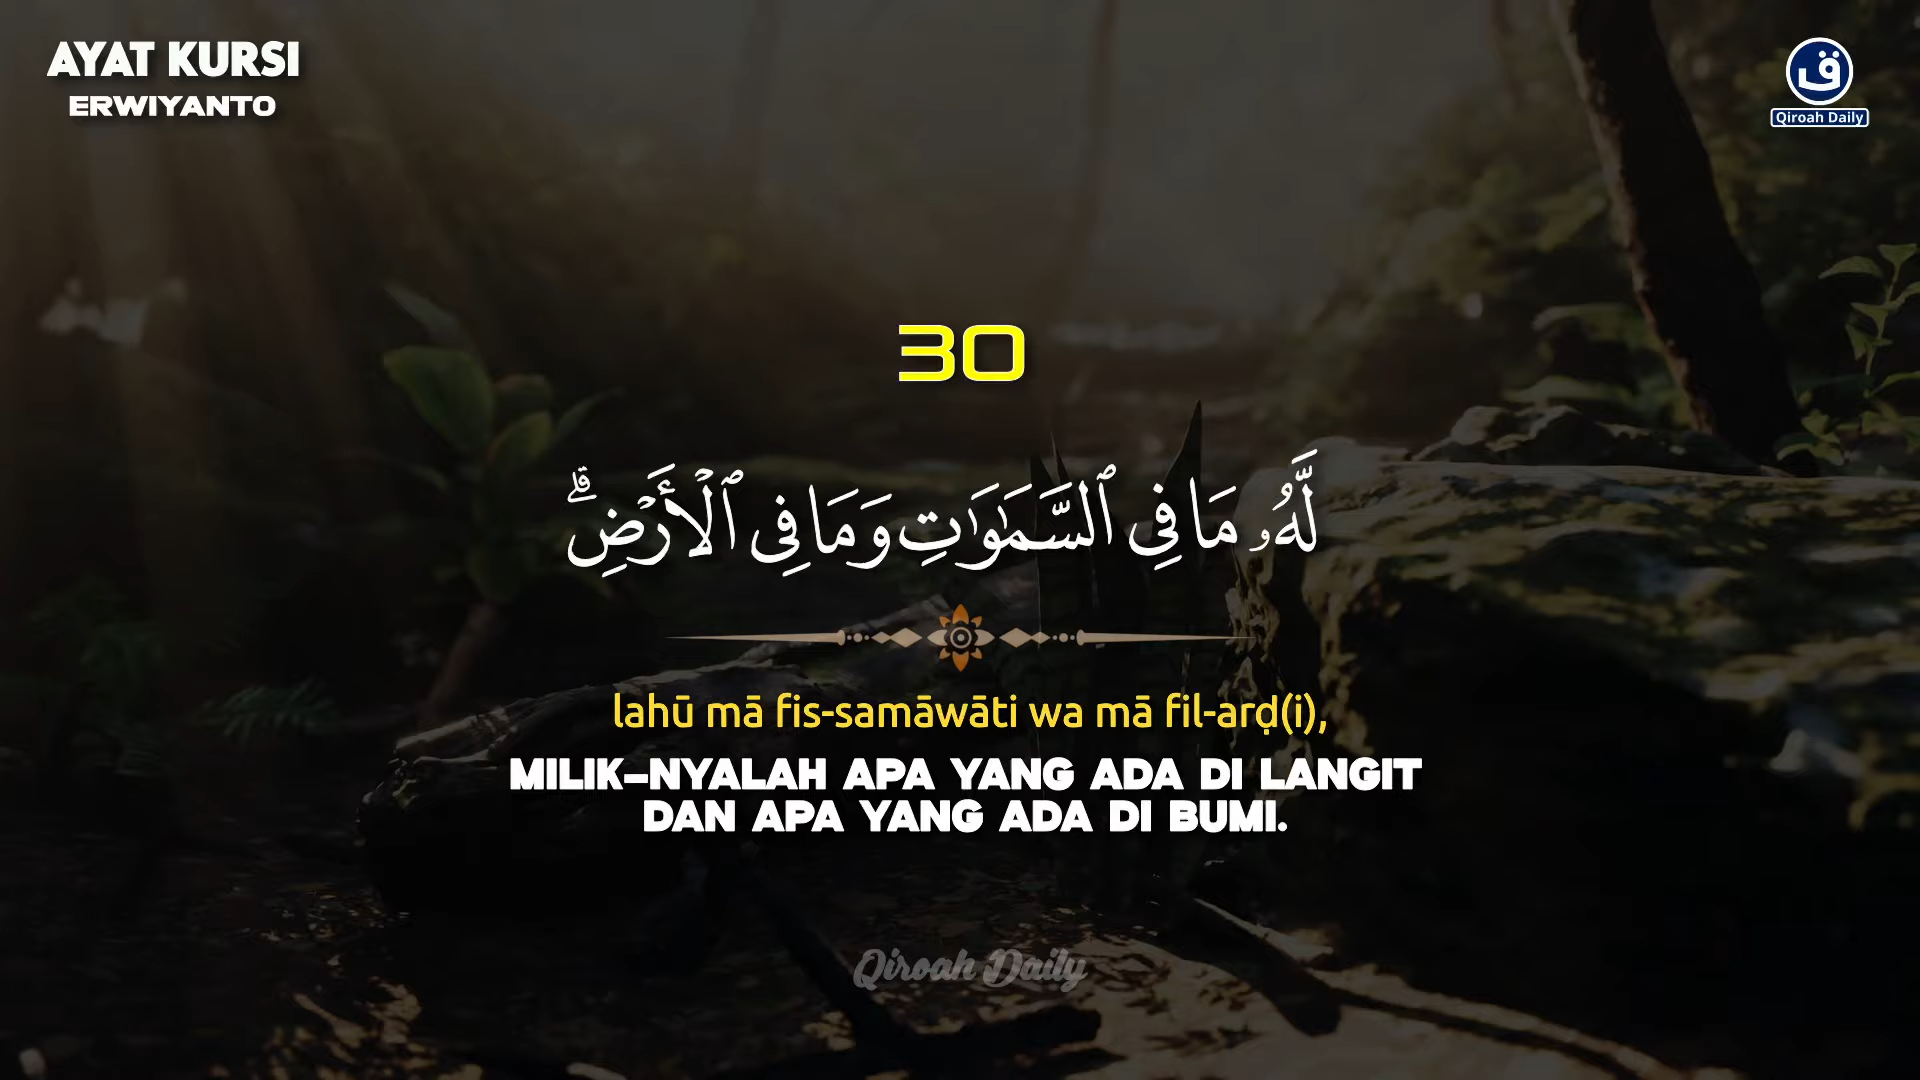 AYAT KURSI
ERWIYANTO
ق
Qiroah Daily
30
لَّهُۥ مَا فِي ٱلسَّمَٰوَٰتِ وَمَا فِي ٱلْأَرْضِۗ
lahū mā fis-samāwāti wa mā fil-arḍ(i),
MILIK-NYALAH APA YANG ADA DI LANGIT
DAN APA YANG ADA DI BUMI.
Qiroah Daily